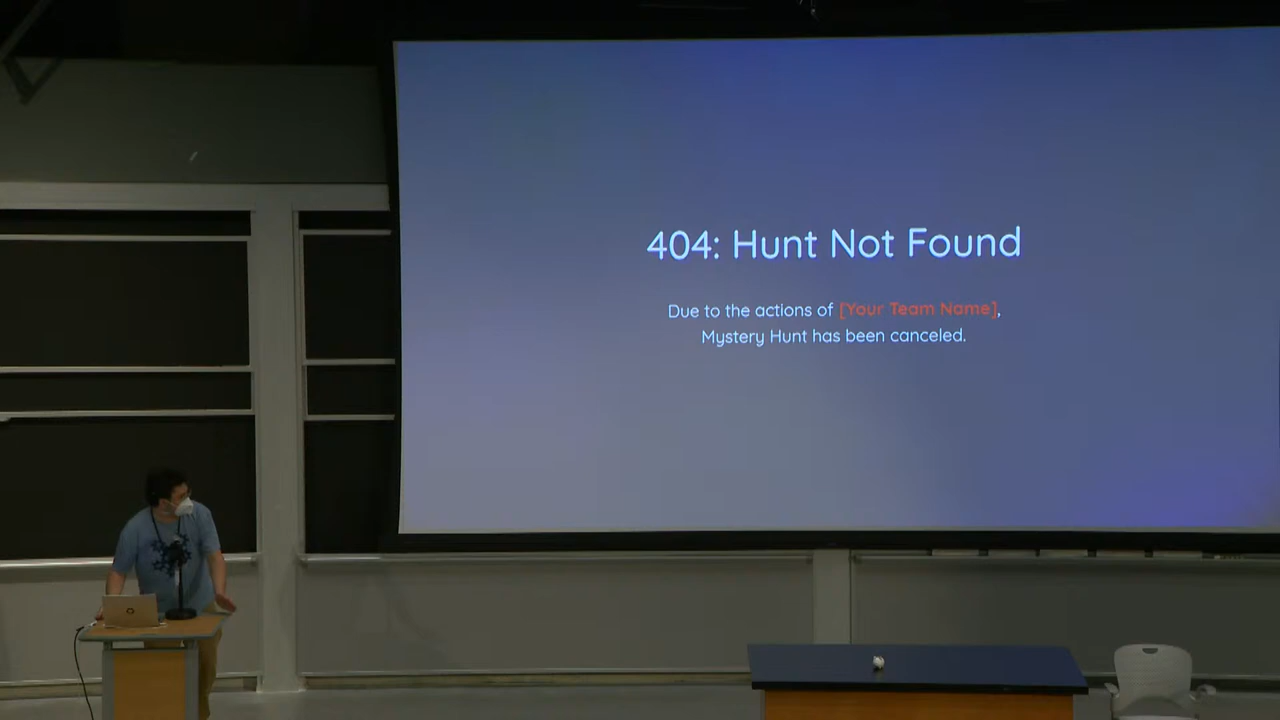 404: Hunt Not Found
Due to the actions of [Your Team Name],
Mystery Hunt has been canceled.